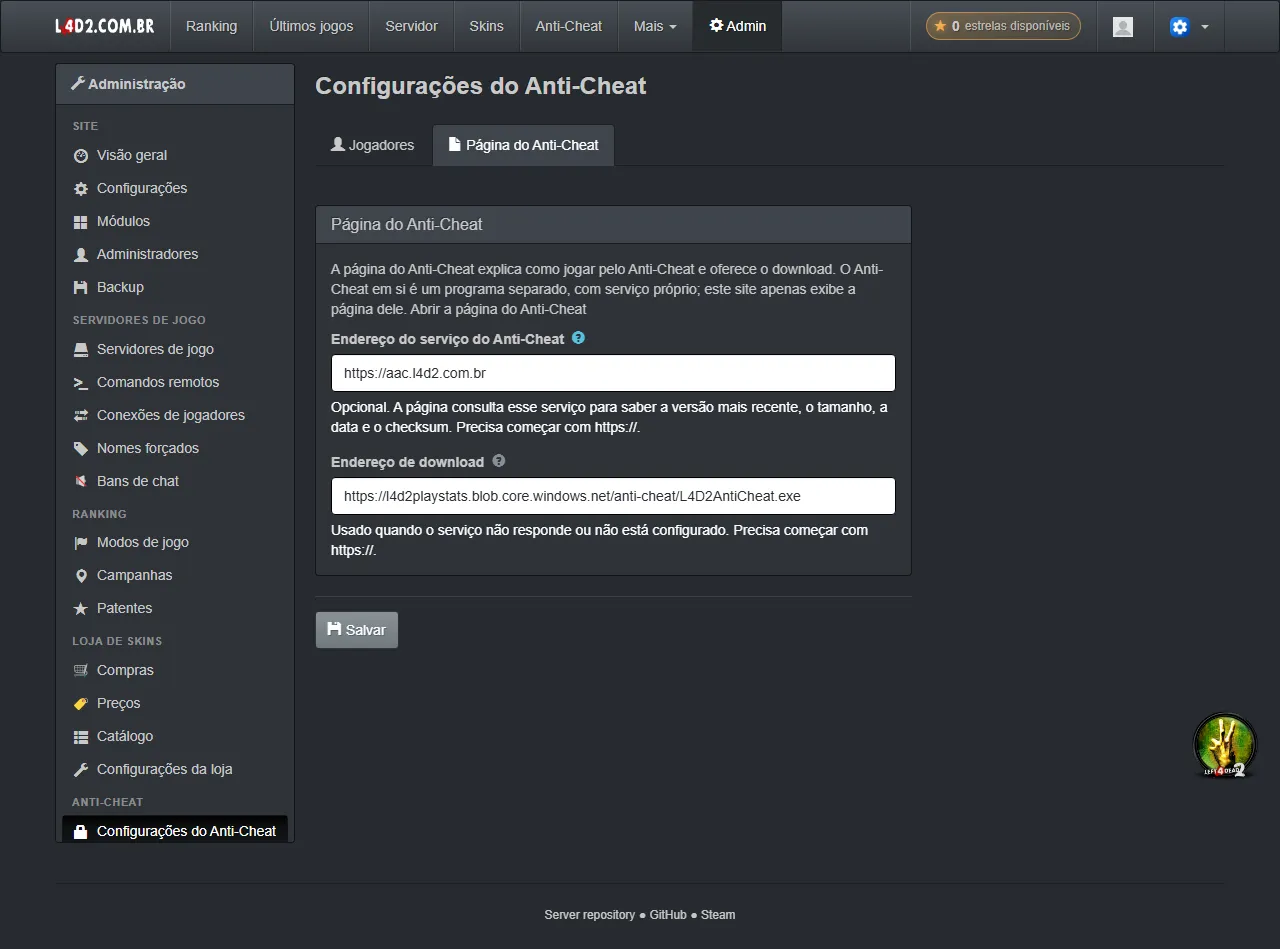 L4D2.COM.BR
Ranking
Últimos jogos
Servidor
Skins
Anti-Cheat
Mais
Admin
0 estrelas disponíveis
Administração
SITE
Visão geral
Configurações
Módulos
Administradores
Backup
SERVIDORES DE JOGO
Servidores de jogo
Comandos remotos
Conexões de jogadores
Nomes forçados
Bans de chat
RANKING
Modos de jogo
Campanhas
Patentes
LOJA DE SKINS
Compras
Preços
Catálogo
Configurações da loja
ANTI-CHEAT
Configurações do Anti-Cheat
Configurações do Anti-Cheat
Jogadores
Página do Anti-Cheat
Página do Anti-Cheat
A página do Anti-Cheat explica como jogar pelo Anti-Cheat e oferece o download. O Anti-
Cheat em si é um programa separado, com serviço próprio; este site apenas exibe a
página dele. Abrir a página do Anti-Cheat
Endereço do serviço do Anti-Cheat
https://aac.l4d2.com.br
Opcional. A página consulta esse serviço para saber a versão mais recente, o tamanho, a
data e o checksum. Precisa começar com https://.
Endereço de download
https://l4d2playstats.blob.core.windows.net/anti-cheat/L4D2AntiCheat.exe
Usado quando o serviço não responde ou não está configurado. Precisa começar com
https://.
Salvar
LEFT 4 DEAD 2
Server repository ● GitHub ● Steam